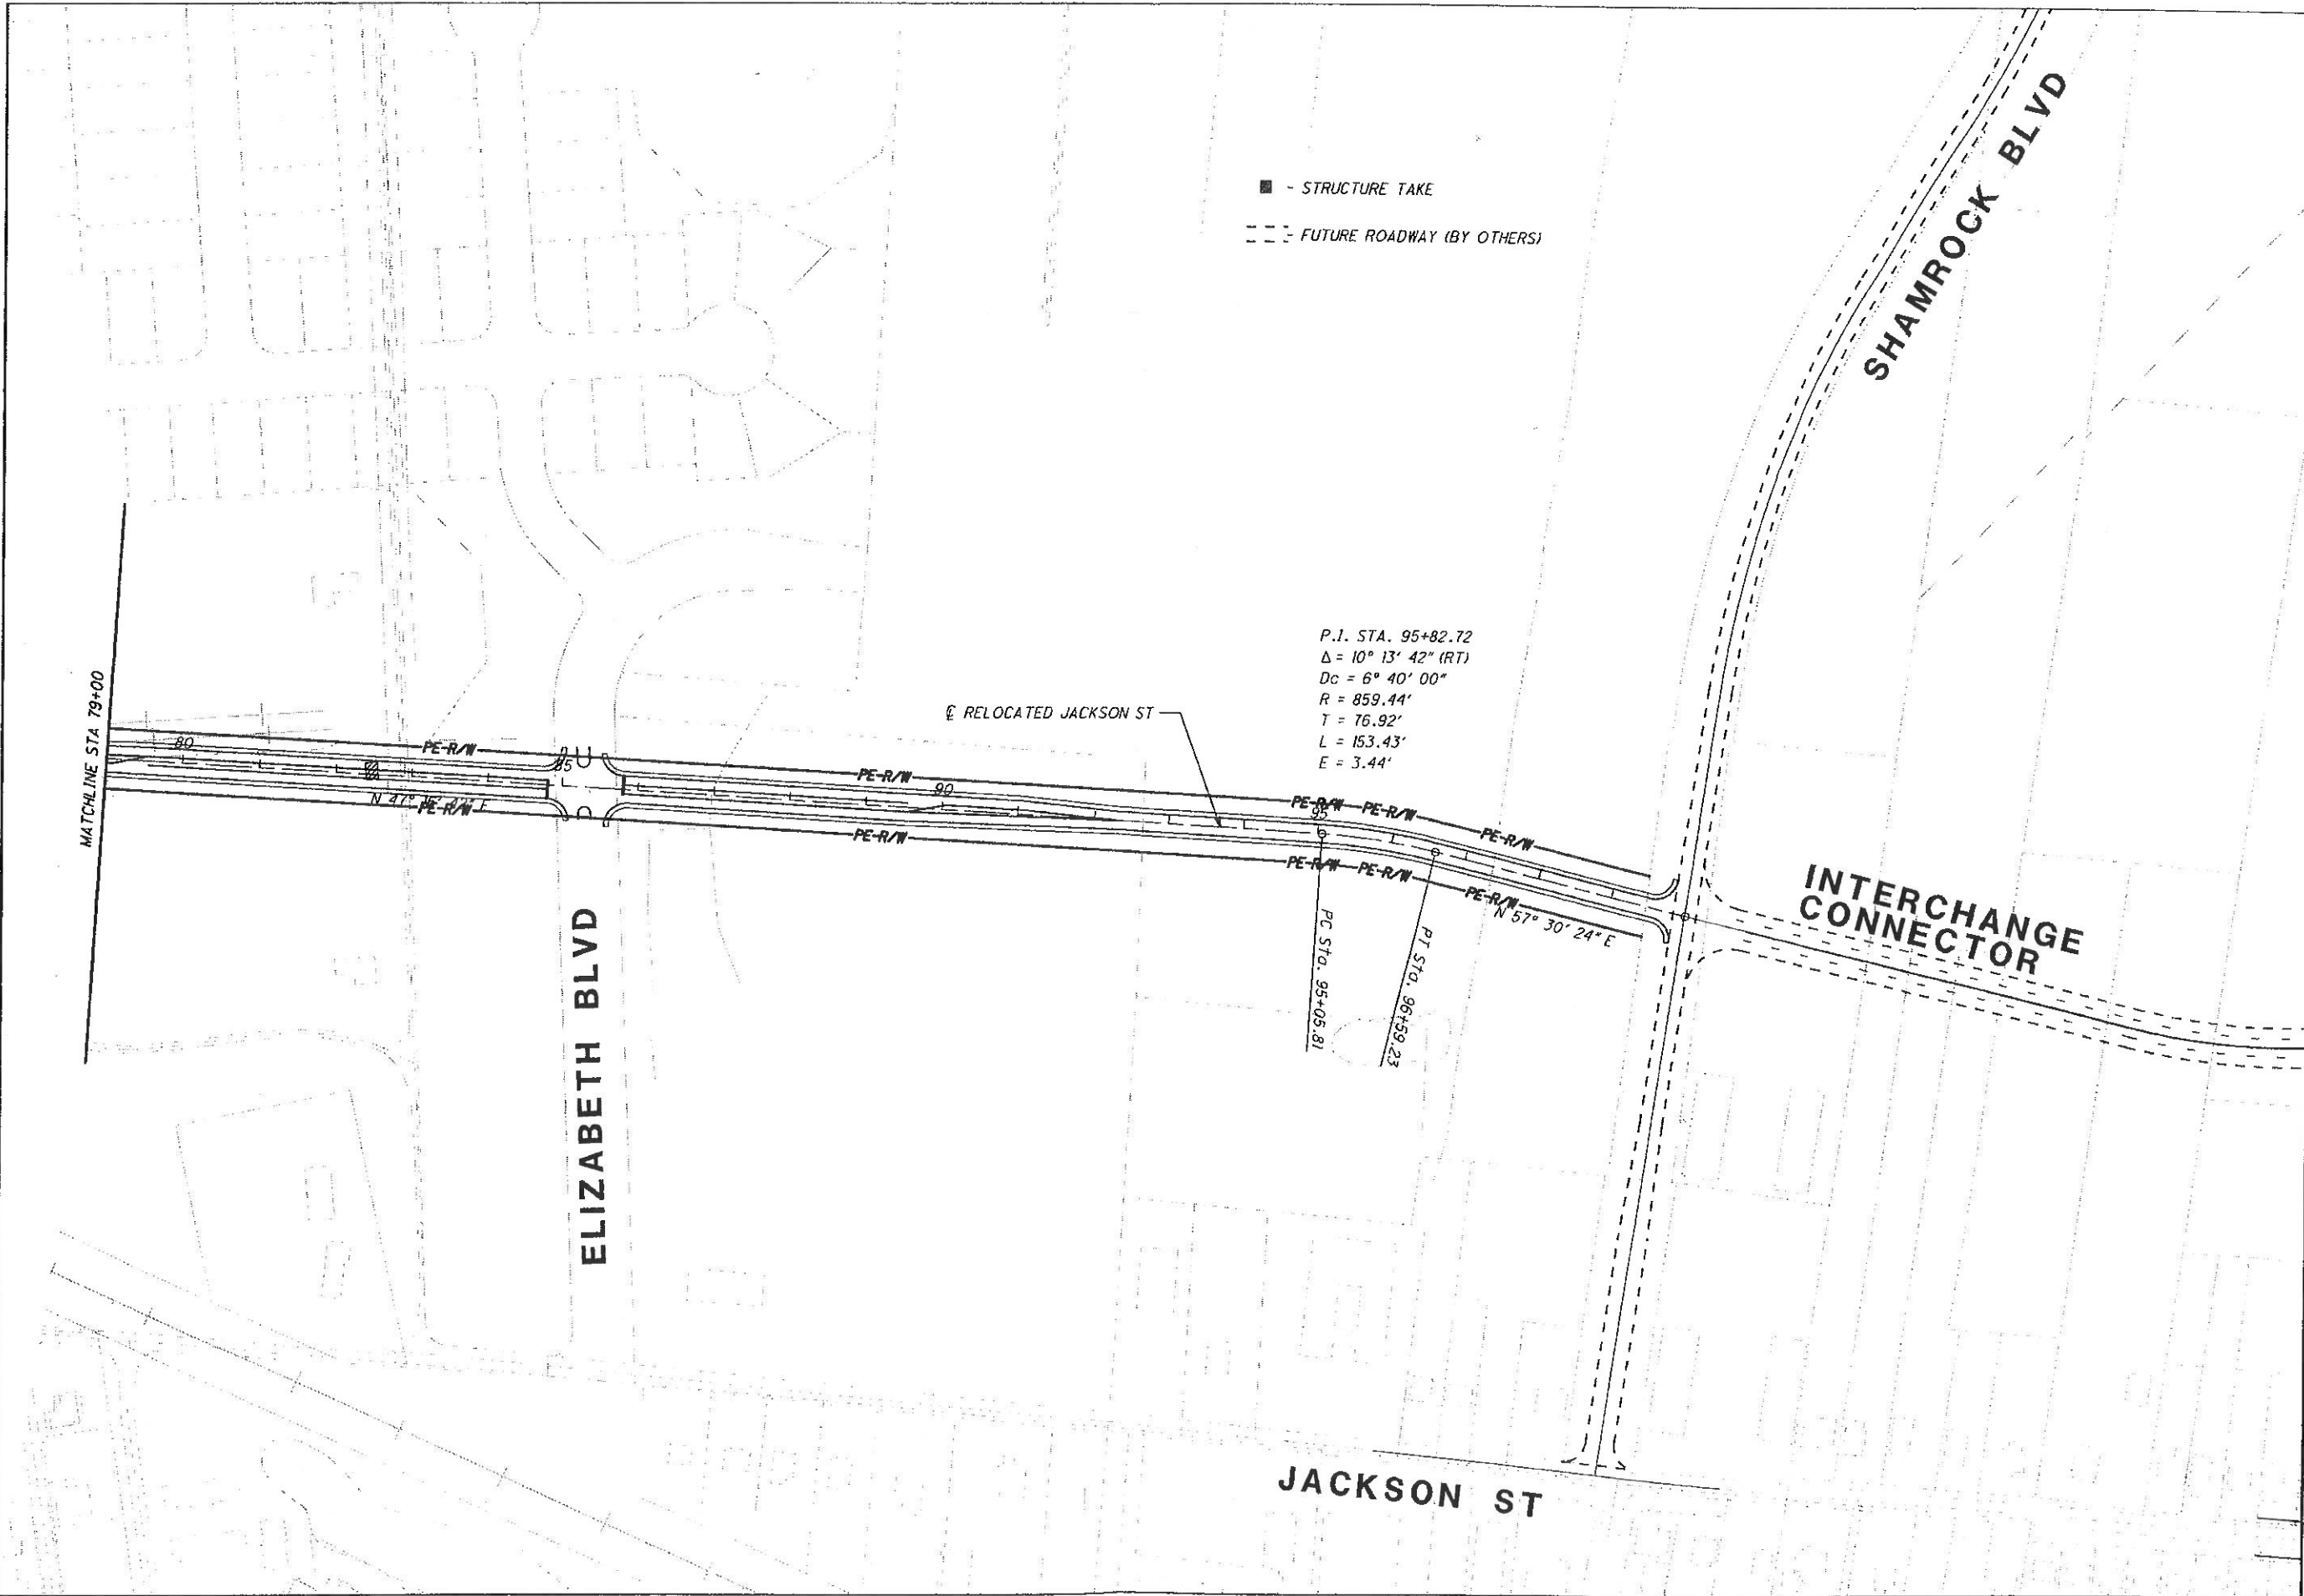 SHAMROCK BLVD
- STRUCTURE TAKE
- FUTURE ROADWAY (BY OTHERS)
P.I. STA. 95+82.72
Δ = 10° 13' 42" (RT)
Dc = 6° 40' 00"
R = 859.44'
T = 76.92'
L = 153.43'
E = 3.44'
℄ RELOCATED JACKSON ST
MATCHLINE STA 79+00
80
PE-R/W
85
PE-R/W
90
PE-R/W
PE-R/W
95
PE-R/W
N 47° E
PE-R/W
PE-R/W
PE-R/W
PE-R/W
PE-R/W
N 57° 30' 24" E
PC Sta. 95+05.81
PT Sta. 96+59.23
INTERCHANGE
CONNECTOR
ELIZABETH BLVD
JACKSON ST